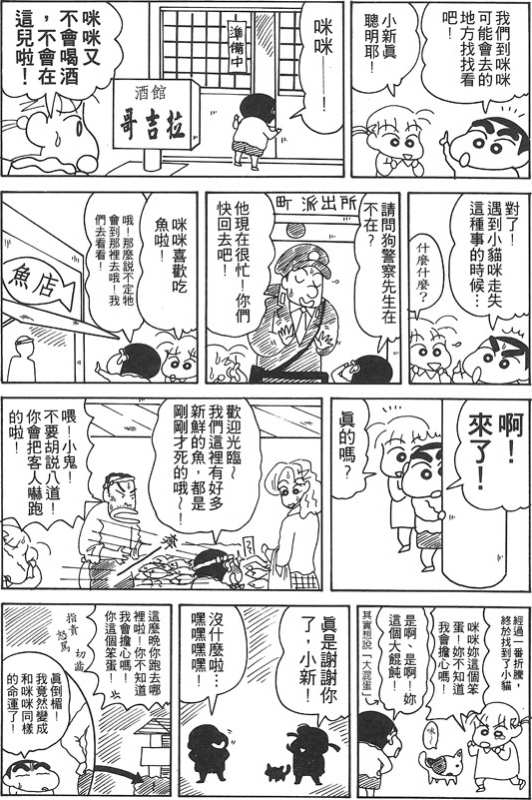 我們到咪咪
可能會去的
地方找找看
吧！
小新真
聰明耶！
咪咪——！
準備中
酒館
哥吉拉
咪咪又
不會喝酒
，不會在
這兒啦！
對了！
遇到小貓咪走失
這種事的時候…
什麼什麼？
町派出所
請問狗警察先生在
不在？
他現在很忙！你們
快回去吧！
咪咪喜歡吃
魚啦！
哦！那麼說不定牠
會到那裡去哦！我
們去看看！
魚店
啊！
來了！
真的嗎？
歡迎光臨~
我們這裡有好多
新鮮的魚，都是
剛剛才死的哦~！
喂！小鬼！
不要胡說八道！
你會把客人嚇跑
的啦！
經過一番折騰，
終於找到了小貓
咪咪妳這個笨
蛋！妳不知道
我會擔心嗎！
咪~
是啊、是啊！妳
這個大餛飩！
其實想說「大混蛋」
真是謝謝你
了，小新！
沒什麼啦…
嘿嘿嘿嘿！
這麼晚你跑去哪
裡啦！你不知道
我會擔心嗎！
你這個笨蛋！
指責
怒罵
切齒
真倒楣！
我竟然變成
和咪咪同樣
的命運了！